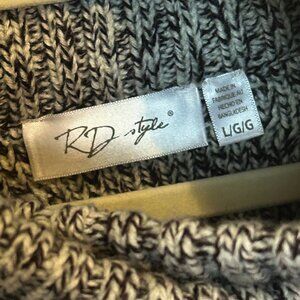 RD style®
MADE IN
FABRIQUÉ AU
HECHO EN
BANGLADESH
L/G/G